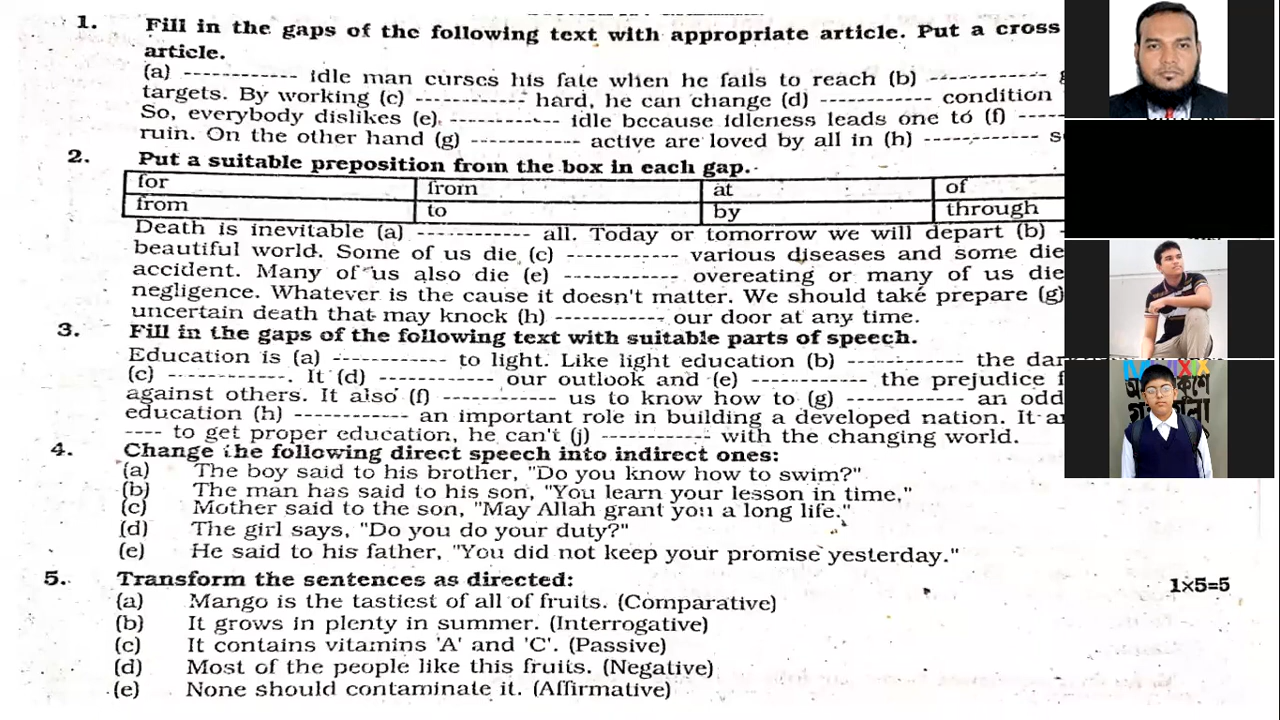 1. Fill in the gaps of the following text with appropriate article. Put a cross
article.
(a) ------------ idle man curses his fate when he fails to reach (b) ------------
targets. By working (c) ------------ hard, he can change (d) ------------ condition
So, everybody dislikes (e) ------------ idle because idleness leads one to (f) -----
ruin. On the other hand (g) ------------ active are loved by all in (h) ------------
2. Put a suitable preposition from the box in each gap.
for from at of
from to by through
Death is inevitable (a) ------------ all. Today or tomorrow we will depart (b) -
beautiful world. Some of us die (c) ------------ various diseases and some die
accident. Many of us also die (e) ------------ overeating or many of us die
negligence. Whatever is the cause it doesn't matter. We should take prepare (g)
uncertain death that may knock (h) ------------ our door at any time.
3. Fill in the gaps of the following text with suitable parts of speech.
Education is (a) ------------ to light. Like light education (b) ------------ the
(c) ------------. It (d) ------------ our outlook and (e) ------------ the prejudice
against others. It also (f) ------------ us to know how to (g) ------------ an odd
education (h) ------------ an important role in building a developed nation. It
---- to get proper education, he can't (j) ------------ with the changing world.
4. Change the following direct speech into indirect ones:
(a) The boy said to his brother, "Do you know how to swim?"
(b) The man has said to his son, "You learn your lesson in time,"
(c) Mother said to the son, "May Allah grant you a long life."
(d) The girl says, "Do you do your duty?"
(e) He said to his father, "You did not keep your promise yesterday."
5. Transform the sentences as directed: 1×5=5
(a) Mango is the tastiest of all of fruits. (Comparative)
(b) It grows in plenty in summer. (Interrogative)
(c) It contains vitamins 'A' and 'C'. (Passive)
(d) Most of the people like this fruits. (Negative)
(e) None should contaminate it. (Affirmative)